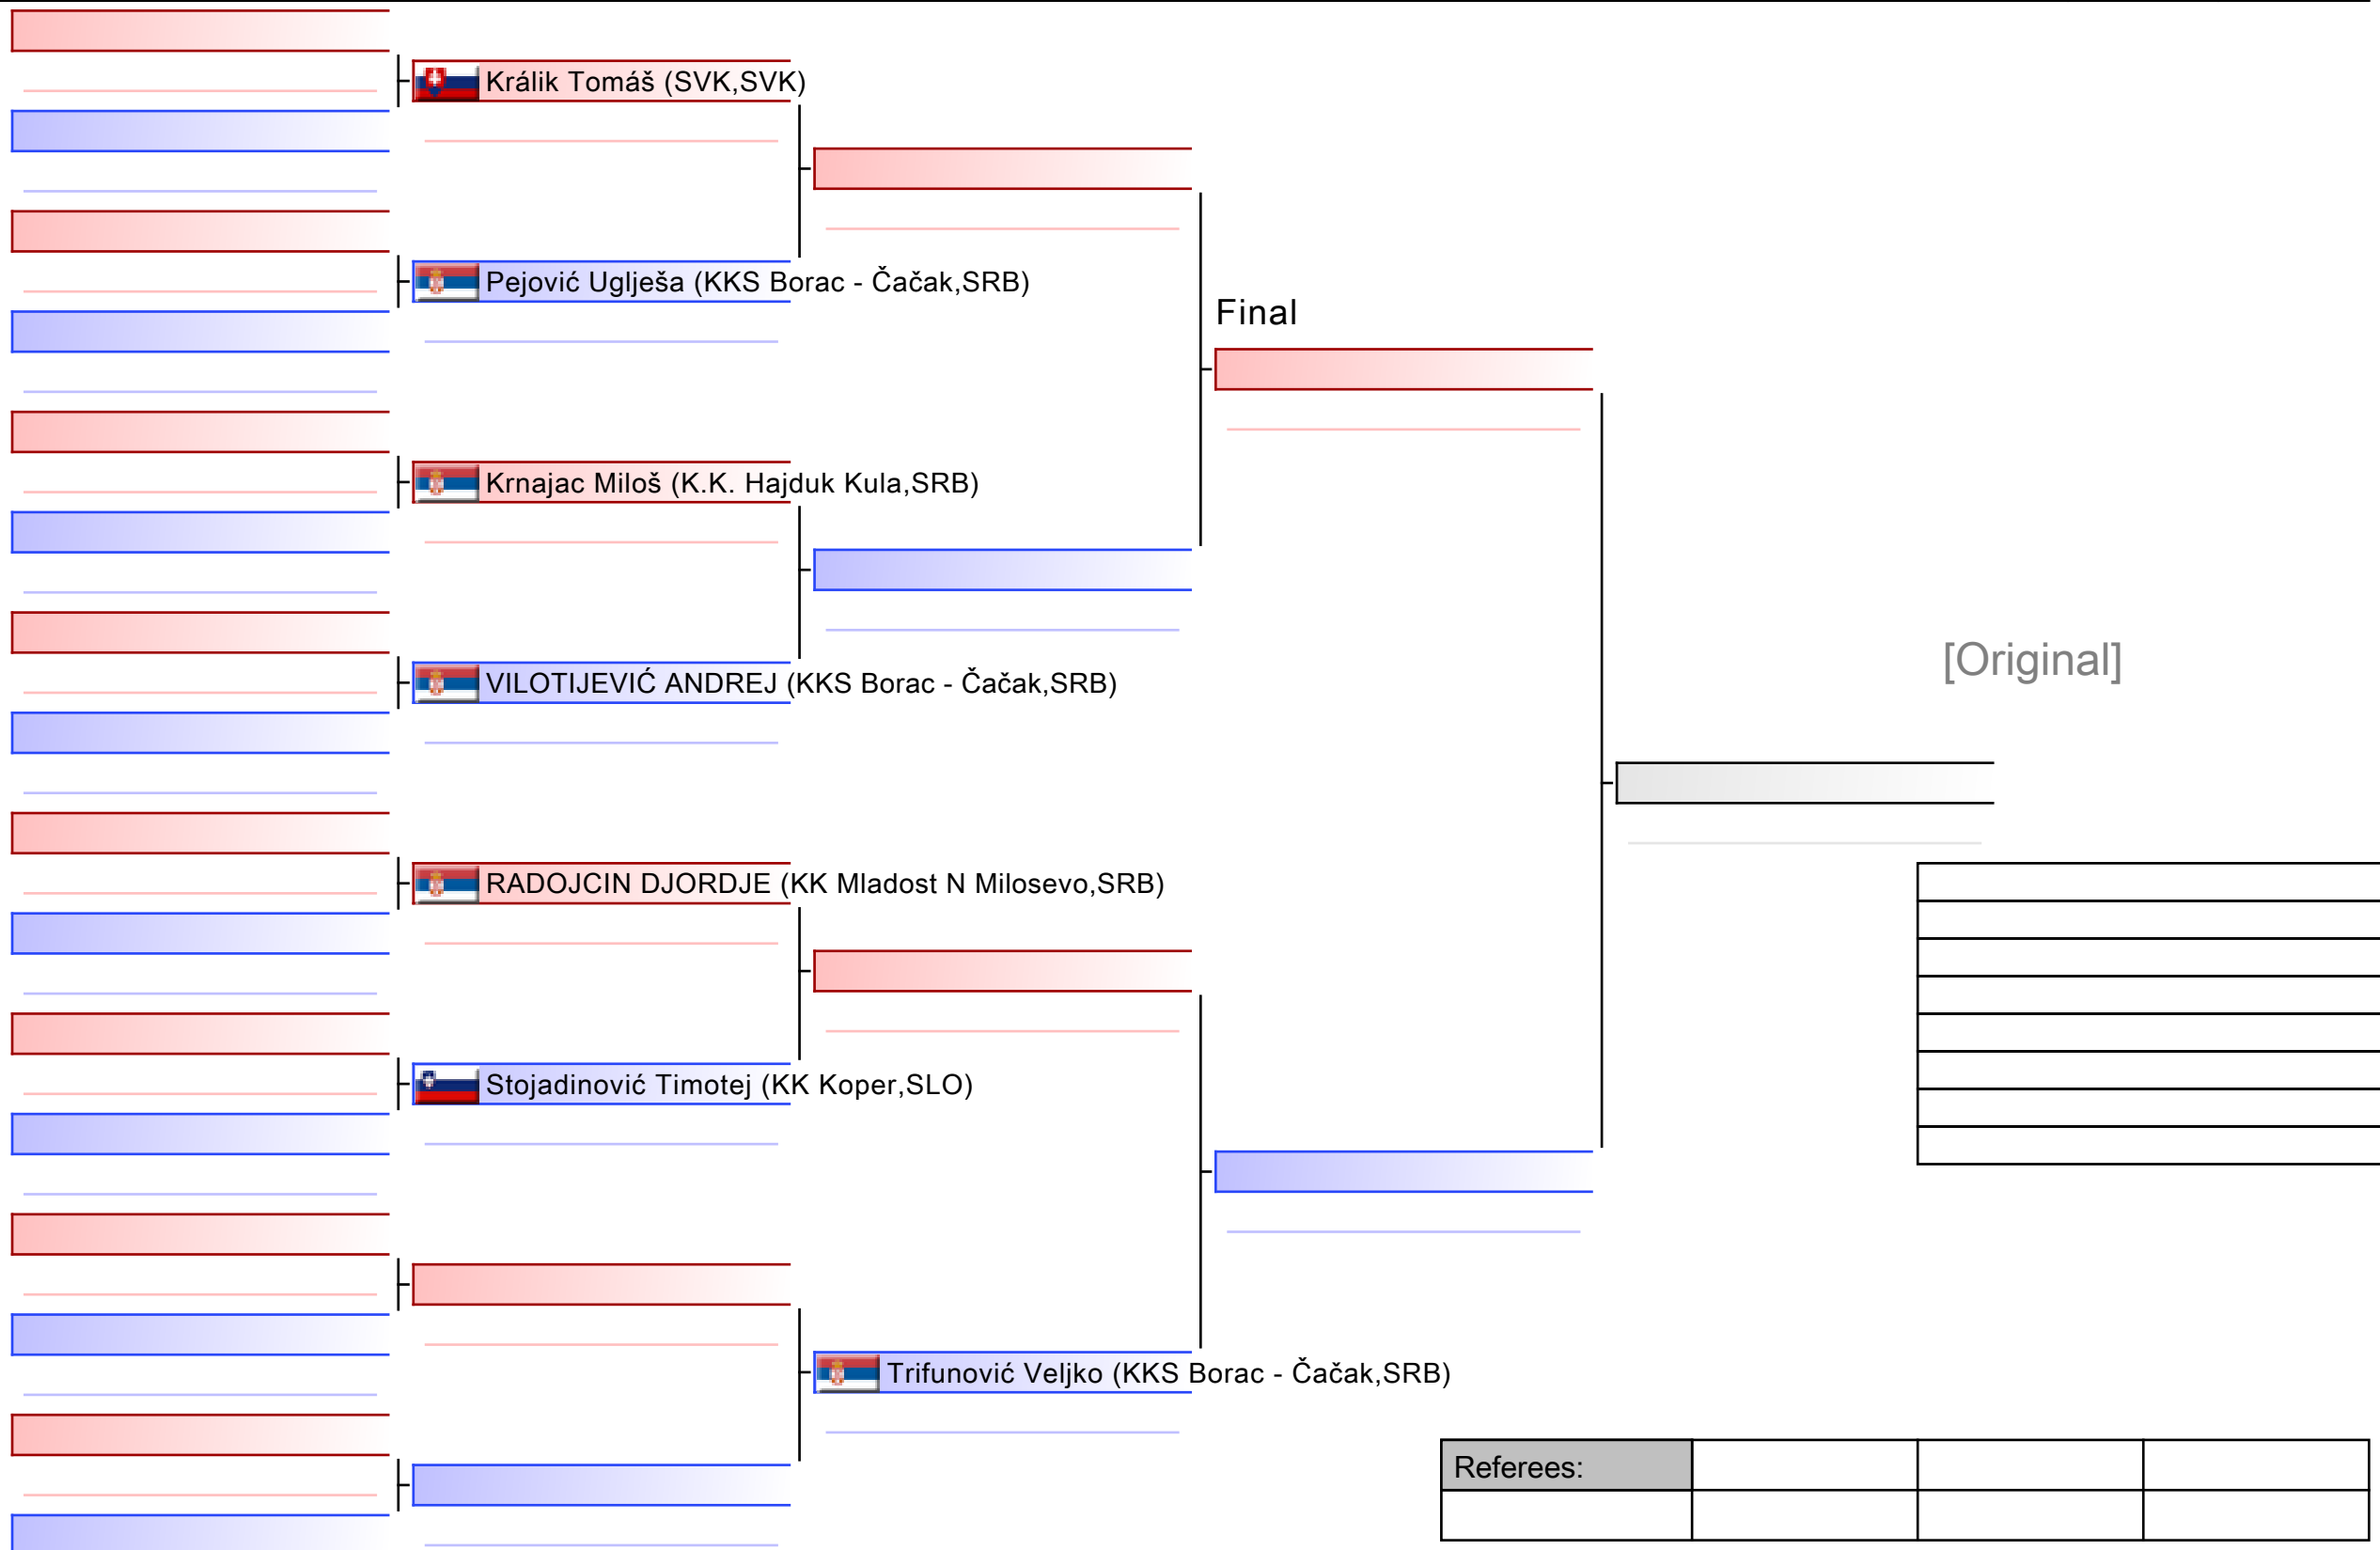 Králik Tomáš (SVK,SVK)
Pejović Uglješa (KKS Borac - Čačak,SRB)
Final
Krnajac Miloš (K.K. Hajduk Kula,SRB)
[Original]
VILOTIJEVIĆ ANDREJ (KKS Borac - Čačak,SRB)
RADOJCIN DJORDJE (KK Mladost N Milosevo,SRB)
Stojadinović Timotej (KK Koper,SLO)
Trifunović Veljko (KKS Borac - Čačak,SRB)
Referees: